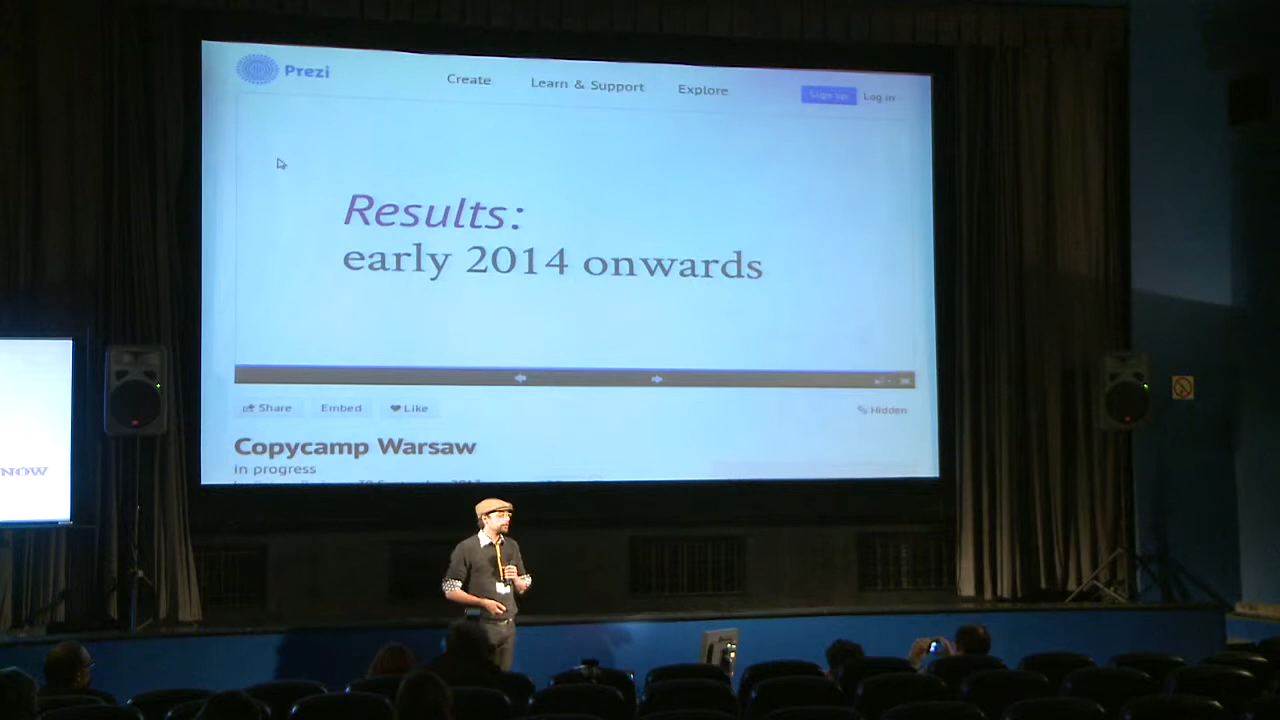 Prezi
Create
Learn & Support
Explore
Sign up
Log in
Results:
early 2014 onwards
Share
Embed
Like
Hidden
Copycamp Warsaw
in progress
NOW